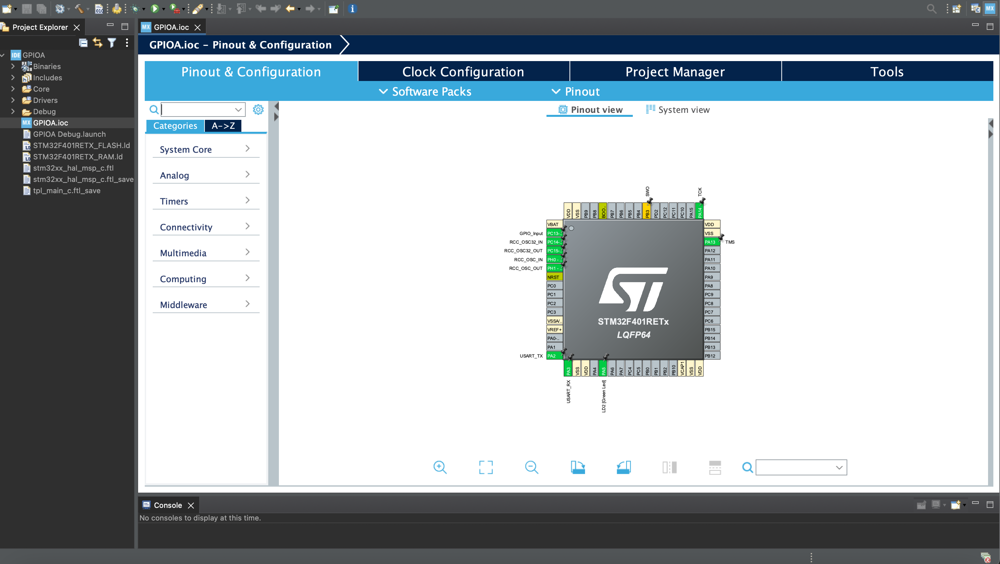 Project Explorer
GPIOA
Binaries
Includes
Core
Drivers
Debug
GPIOA.ioc
GPIOA Debug.launch
STM32F401RETX_FLASH.ld
STM32F401RETX_RAM.ld
stm32xx_hal_msp_c.ftl
stm32xx_hal_msp_c.ftl_save
tpl_main_c.ftl_save
GPIOA.ioc
GPIOA.ioc – Pinout & Configuration
Pinout & Configuration
Clock Configuration
Project Manager
Tools
Software Packs
Pinout
Categories
A->Z
System Core
Analog
Timers
Connectivity
Multimedia
Computing
Middleware
Pinout view
System view
SWO
TCK
VDD
VSS
PB9
PB8
BOO..
PB7
PB6
PB5
PB4
PB3
PD2
PC12
PC11
PC10
PA15
PA14
VBAT
GPIO_Input PC13-..
RCC_OSC32_IN PC14-..
RCC_OSC32_OUT PC15-..
RCC_OSC_IN PH0 - ..
RCC_OSC_OUT PH1 - ..
NRST
PC0
PC1
PC2
PC3
VSSA/..
VREF+
PA0-..
PA1
USART_TX PA2
ST
STM32F401RETx
LQFP64
VDD
VSS
PA13 TMS
PA12
PA11
PA10
PA9
PA8
PC9
PC8
PC7
PC6
PB15
PB14
PB13
PB12
PA3
VSS
VDD
PA4
PA5
PA6
PA7
PC4
PC5
PB0
PB1
PB2
PB10
VCAP1
VSS
VDD
USART_RX
LD2 [Green Led]
Console
No consoles to display at this time.
IDE
MX
MX
MX
010